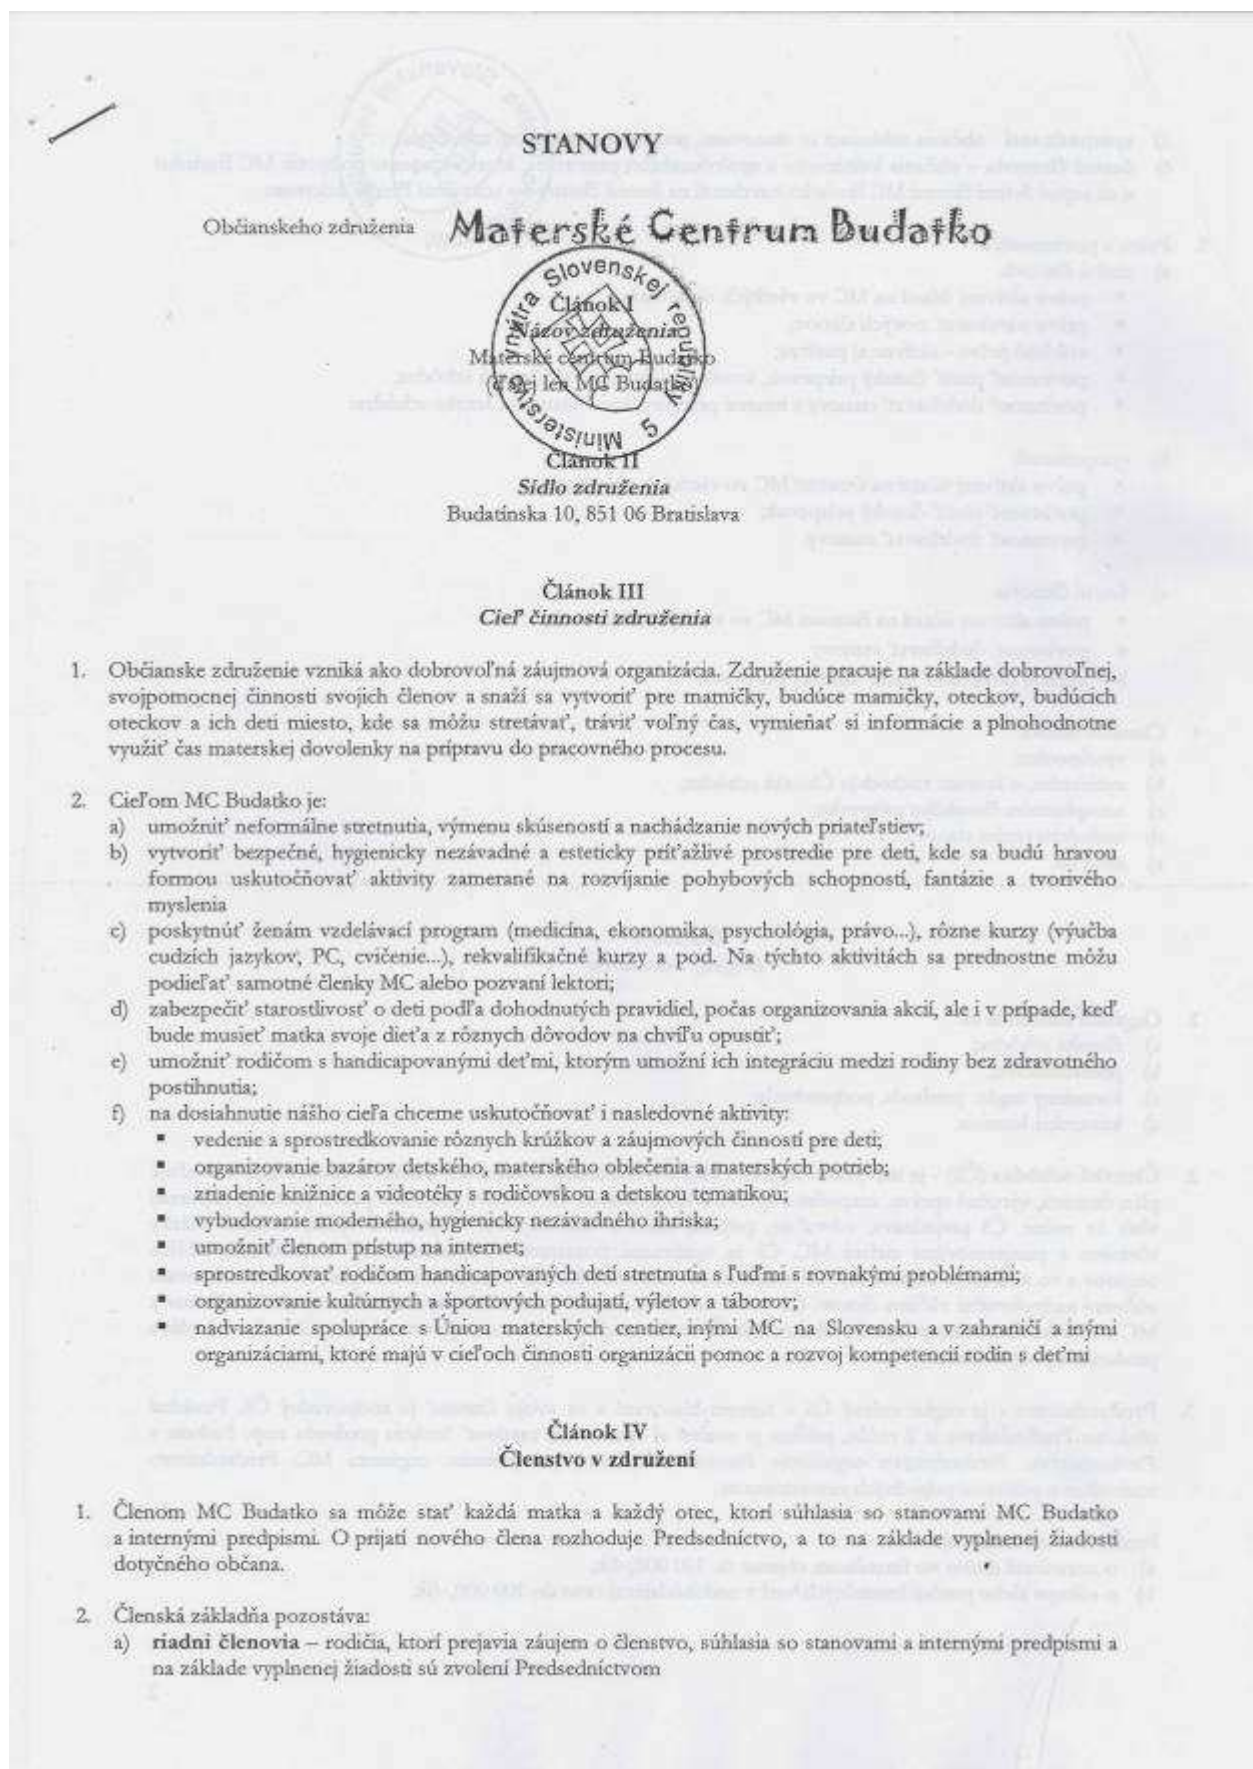 STANOVY
Občianskeho združenia Materské Centrum Budatko
Ministerstvo vnútra Slovenskej republiky 5
Článok I
Názov združenia
Materské centrum Budatko
(ďalej len MC Budatko)
Článok II
Sídlo združenia
Budatínska 10, 851 06 Bratislava
Článok III
Cieľ činnosti združenia
1. Občianske združenie vzniká ako dobrovoľná záujmová organizácia. Združenie pracuje na základe dobrovoľnej,
svojpomocnej činnosti svojich členov a snaží sa vytvoriť pre mamičky, budúce mamičky, oteckov, budúcich
oteckov a ich deti miesto, kde sa môžu stretávať, tráviť voľný čas, vymieňať si informácie a plnohodnotne
využiť čas materskej dovolenky na prípravu do pracovného procesu.
2. Cieľom MC Budatko je:
a) umožniť neformálne stretnutia, výmenu skúseností a nachádzanie nových priateľstiev;
b) vytvoriť bezpečné, hygienicky nezávadné a esteticky príťažlivé prostredie pre deti, kde sa budú hravou
formou uskutočňovať aktivity zamerané na rozvíjanie pohybových schopností, fantázie a tvorivého
myslenia
c) poskytnúť ženám vzdelávací program (medicína, ekonomika, psychológia, právo...), rôzne kurzy (výučba
cudzích jazykov, PC, cvičenie...), rekvalifikačné kurzy a pod. Na týchto aktivitách sa prednostne môžu
podieľať samotné členky MC alebo pozvaní lektori;
d) zabezpečiť starostlivosť o deti podľa dohodnutých pravidiel, počas organizovania akcií, ale i v prípade, keď
bude musieť matka svoje dieťa z rôznych dôvodov na chvíľu opustiť;
e) umožniť rodičom s handicapovanými deťmi, ktorým umožní ich integráciu medzi rodiny bez zdravotného
postihnutia;
f) na dosiahnutie nášho cieľa chceme uskutočňovať i nasledovné aktivity:
▪ vedenie a sprostredkovanie rôznych krúžkov a záujmových činností pre deti;
▪ organizovanie bazárov detského, materského oblečenia a materských potrieb;
▪ zriadenie knižnice a videotéky s rodičovskou a detskou tematikou;
▪ vybudovanie moderného, hygienicky nezávadného ihriska;
▪ umožniť členom prístup na internet;
▪ sprostredkovať rodičom handicapovaných detí stretnutia s ľuďmi s rovnakými problémami;
▪ organizovanie kultúrnych a športových podujatí, výletov a táborov;
▪ nadviazanie spolupráce s Úniou materských centier, inými MC na Slovensku a v zahraničí a inými
organizáciami, ktoré majú v cieľoch činnosti organizácií pomoc a rozvoj kompetencií rodín s deťmi
Článok IV
Členstvo v združení
1. Členom MC Budatko sa môže stať každá matka a každý otec, ktorí súhlasia so stanovami MC Budatko
a internými predpismi. O prijatí nového člena rozhoduje Predsedníctvo, a to na základe vyplnenej žiadosti
dotyčného občana.
2. Členská základňa pozostáva:
a) riadni členovia – rodičia, ktorí prejavia záujem o členstvo, súhlasia so stanovami a internými predpismi a
na základe vyplnenej žiadosti sú zvolení Predsedníctvom